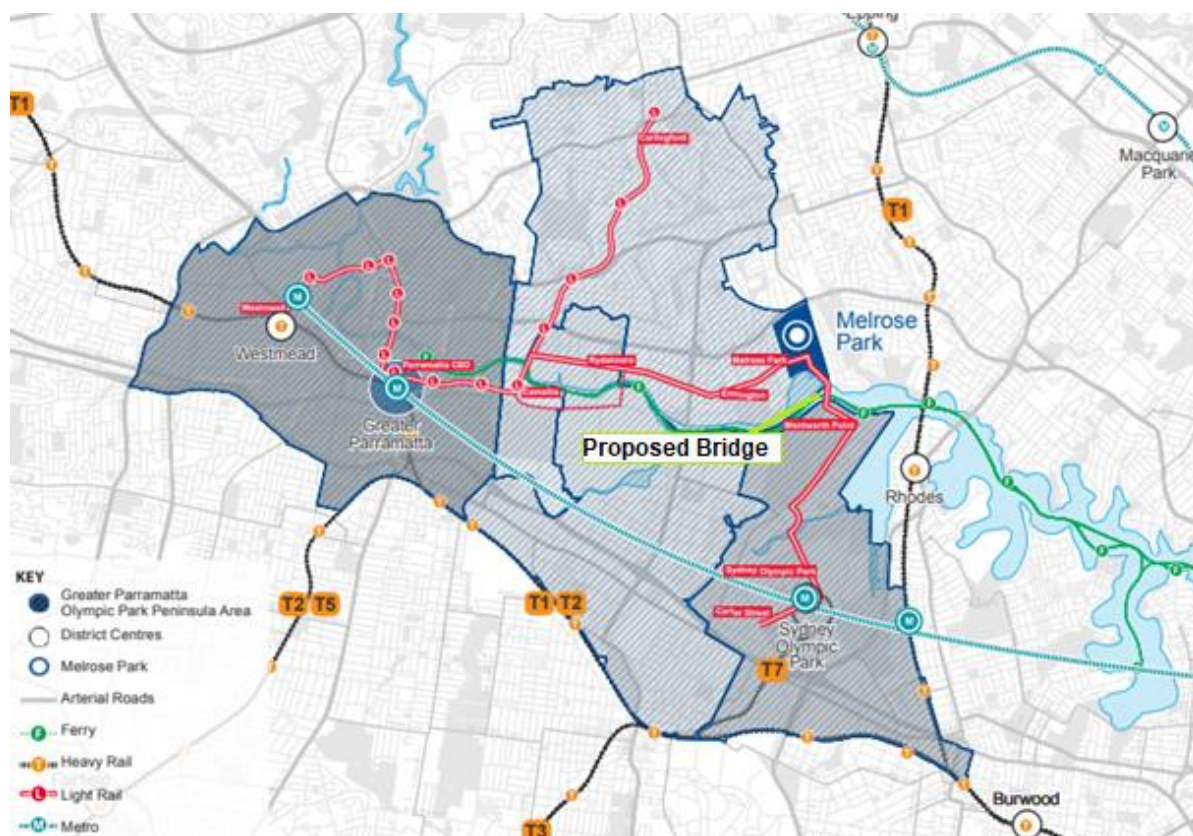 Epping
T1
Macquarie
Park
Carlingford
T1
Westmead
Westmead
Melrose
Park
Parramatta CBD
Rydalmere
Melrose Park
Camellia
Ermington
Greater
Parramatta
Wentworth Point
Proposed Bridge
Rhodes
Sydney Olympic Park
Carter Street
Sydney
Olympic
Park
T2 T5
T1 T2
T7
T3
Burwood
KEY
Greater Parramatta
Olympic Park Peninsula Area
District Centres
Melrose Park
Arterial Roads
F Ferry
T Heavy Rail
L Light Rail
M Metro